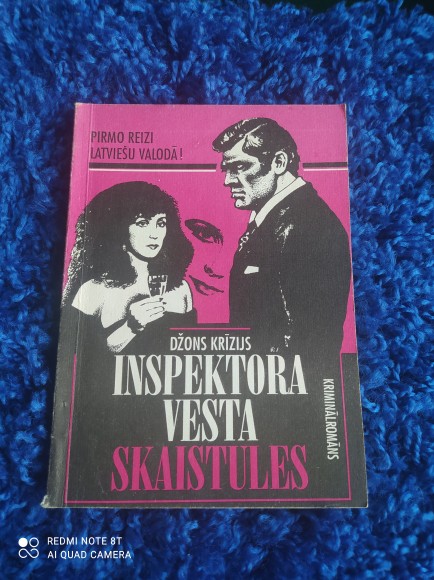 PIRMO REIZI
LATVIEŠU VALODĀ!
DŽONS KRĪZIJS
INSPEKTORA
VESTA
SKAISTULES
KRIMINĀLROMĀNS
REDMI NOTE 8T
AI QUAD CAMERA